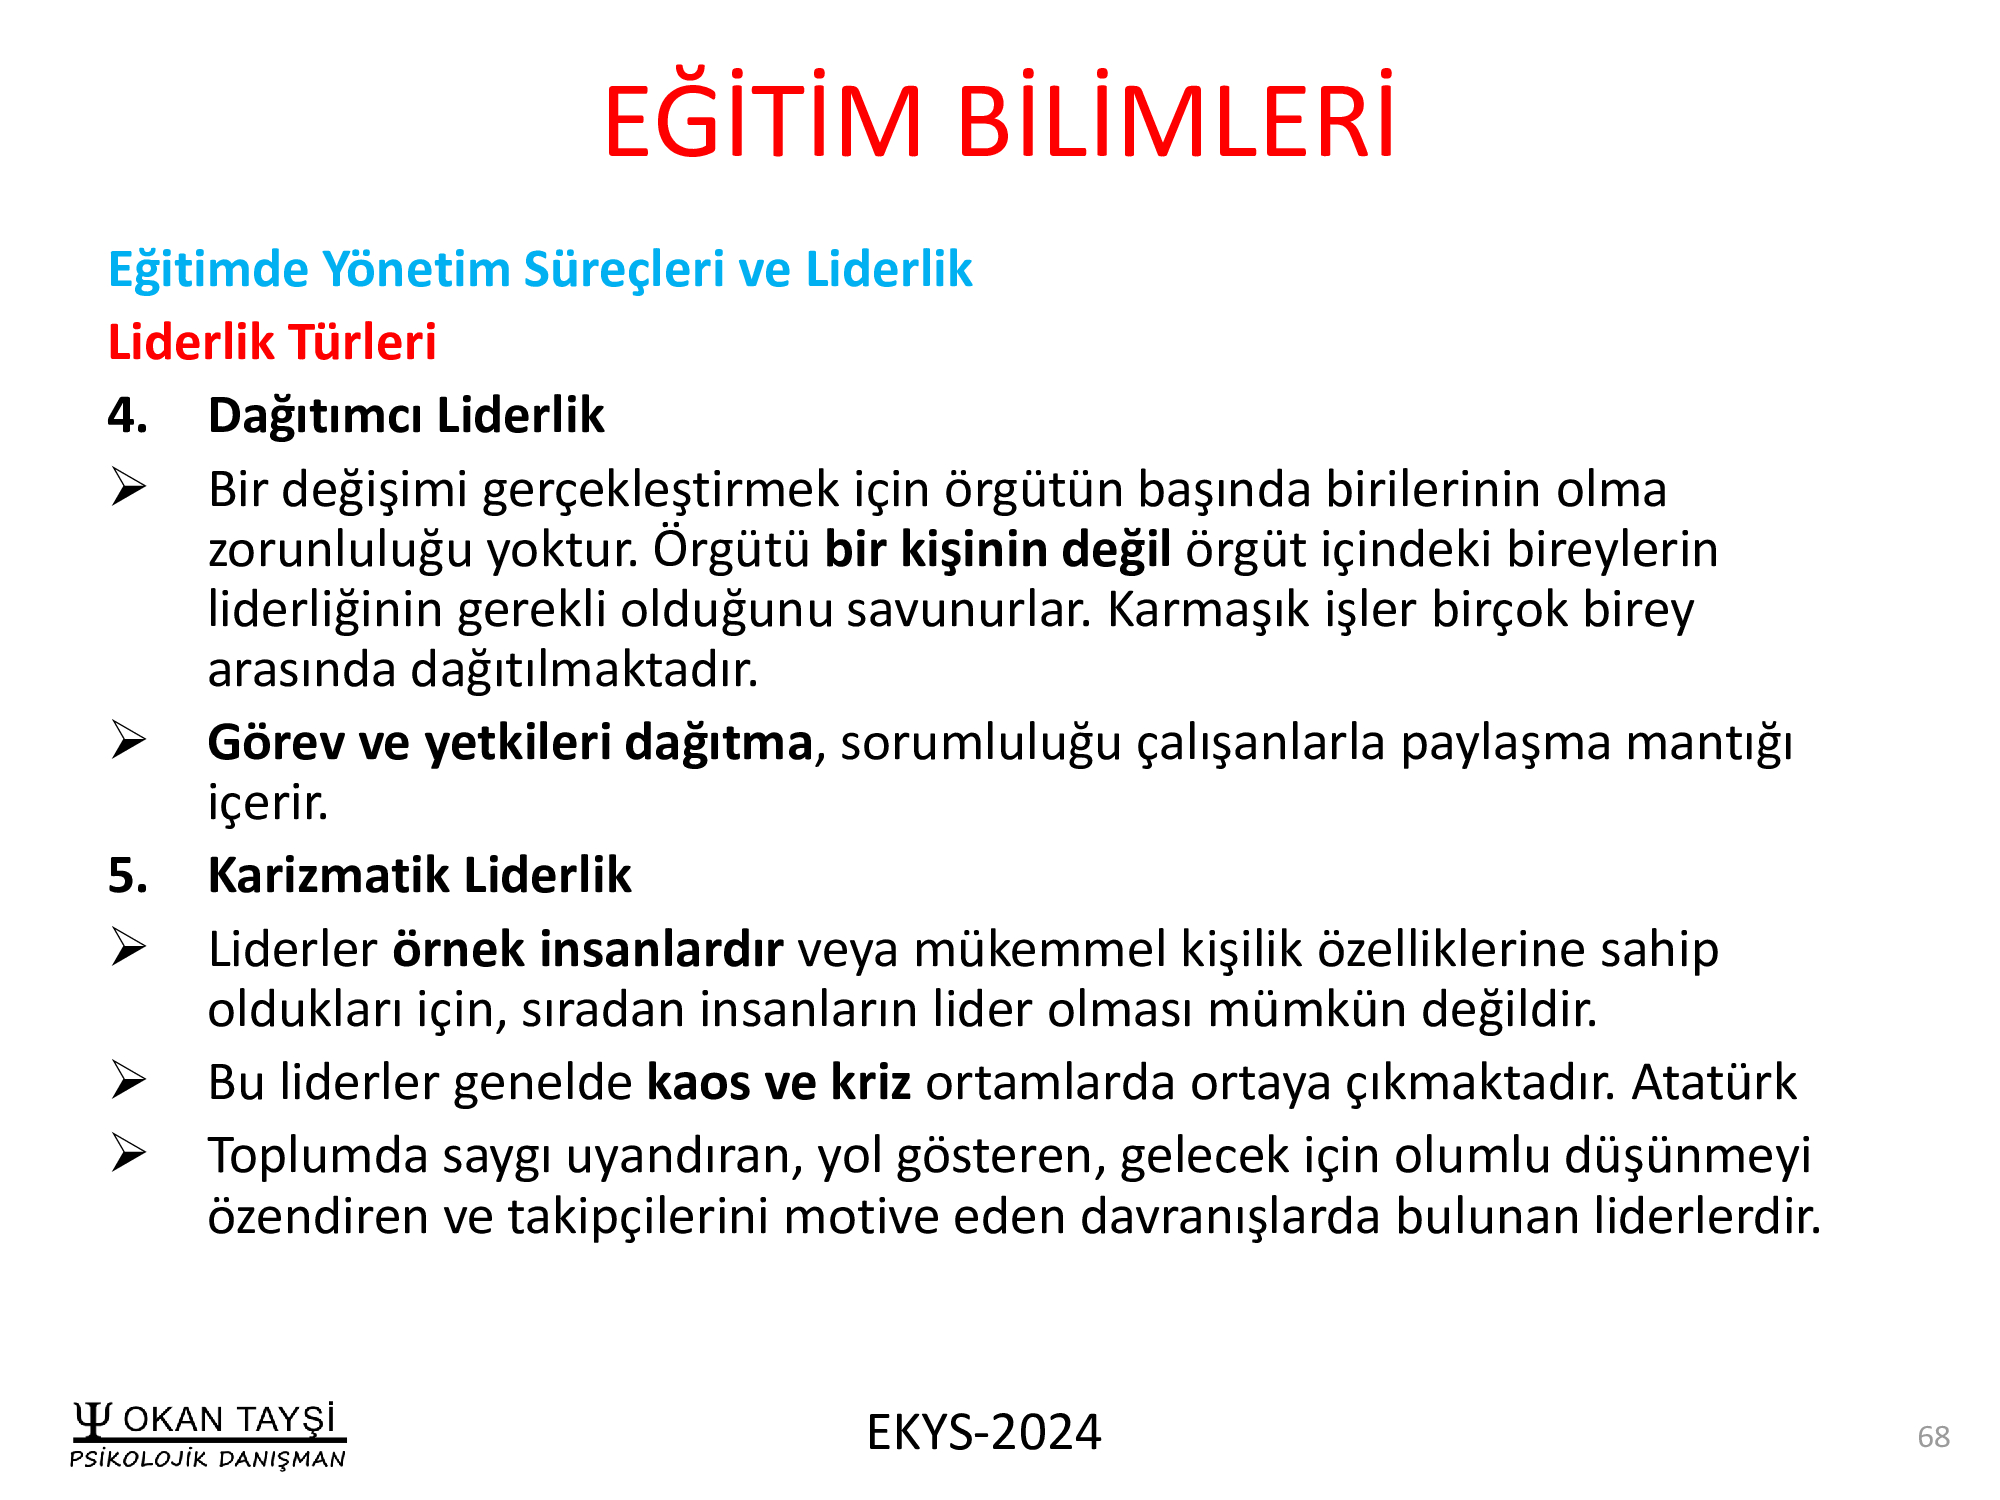 EĞİTİM BİLİMLERİ
Eğitimde Yönetim Süreçleri ve Liderlik
Liderlik Türleri
4. Dağıtımcı Liderlik
➢ Bir değişimi gerçekleştirmek için örgütün başında birilerinin olma
zorunluluğu yoktur. Örgütü bir kişinin değil örgüt içindeki bireylerin
liderliğinin gerekli olduğunu savunurlar. Karmaşık işler birçok birey
arasında dağıtılmaktadır.
➢ Görev ve yetkileri dağıtma, sorumluluğu çalışanlarla paylaşma mantığı
içerir.
5. Karizmatik Liderlik
➢ Liderler örnek insanlardır veya mükemmel kişilik özelliklerine sahip
oldukları için, sıradan insanların lider olması mümkün değildir.
➢ Bu liderler genelde kaos ve kriz ortamlarda ortaya çıkmaktadır. Atatürk
➢ Toplumda saygı uyandıran, yol gösteren, gelecek için olumlu düşünmeyi
özendiren ve takipçilerini motive eden davranışlarda bulunan liderlerdir.
Ψ OKAN TAYŞİ
PSİKOLOJİK DANIŞMAN
EKYS-2024
68